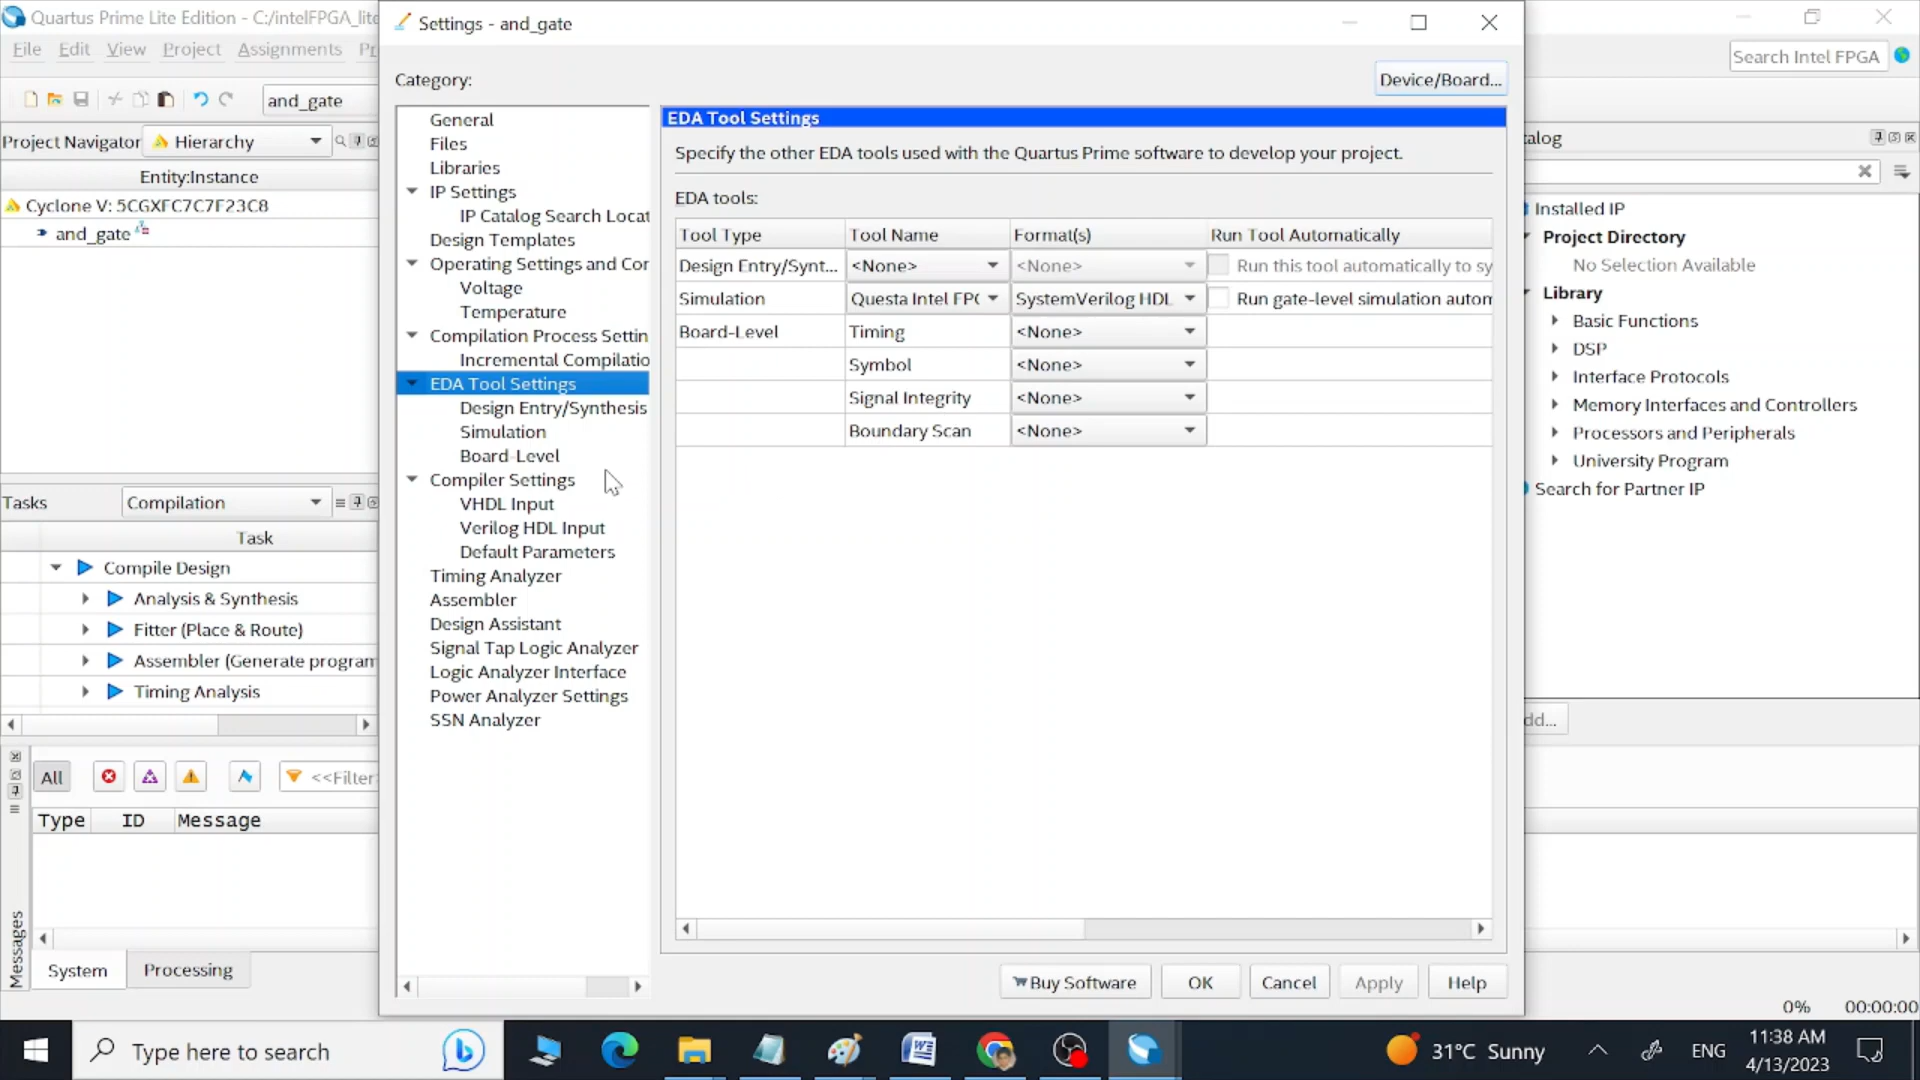 Quartus Prime Lite Edition - C:/intelFPGA_lite
Settings - and_gate
File Edit View Project Assignments
Search Intel FPGA
Category:
Device/Board...
and_gate
Project Navigator Hierarchy
Entity:Instance
Cyclone V: 5CGXFC7C7F23C8
and_gate
General
Files
Libraries
IP Settings
IP Catalog Search Locat
Design Templates
Operating Settings and Cor
Voltage
Temperature
Compilation Process Settin
Incremental Compilatio
EDA Tool Settings
Design Entry/Synthesis
Simulation
Board-Level
Compiler Settings
VHDL Input
Verilog HDL Input
Default Parameters
Timing Analyzer
Assembler
Design Assistant
Signal Tap Logic Analyzer
Logic Analyzer Interface
Power Analyzer Settings
SSN Analyzer
EDA Tool Settings
Specify the other EDA tools used with the Quartus Prime software to develop your project.
EDA tools:
Tool Type Tool Name Format(s) Run Tool Automatically
Design Entry/Synt... <None> <None> Run this tool automatically to sy
Simulation Questa Intel FPG SystemVerilog HDL Run gate-level simulation autom
Board-Level Timing <None>
Symbol <None>
Signal Integrity <None>
Boundary Scan <None>
Buy Software OK Cancel Apply Help
talog
Installed IP
Project Directory
No Selection Available
Library
Basic Functions
DSP
Interface Protocols
Memory Interfaces and Controllers
Processors and Peripherals
University Program
Search for Partner IP
dd...
Tasks Compilation
Task
Compile Design
Analysis & Synthesis
Fitter (Place & Route)
Assembler (Generate program
Timing Analysis
All <<Filter>
Type ID Message
Messages
System Processing
0% 00:00:00
Type here to search
31°C Sunny
ENG
11:38 AM
4/13/2023